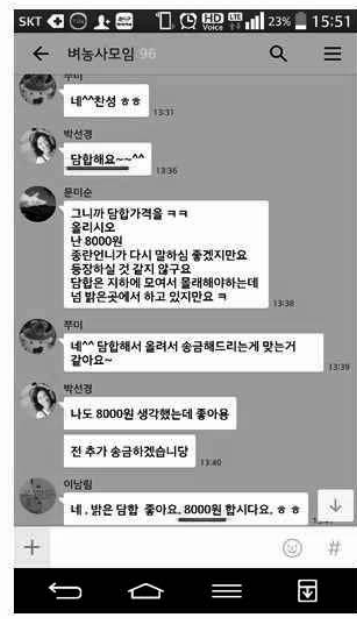 SKT HD Voice LTE 23% 15:51
벼농사모임 96
쭈미
네^^찬성 ㅎㅎ
13:31
박선경
담합해요~~^^
13:36
문미순
그니까 담합가격을 ㅋㅋ
올리시오
난 8000원
종란언니가 다시 말하심 좋겠지만요
등장하실 것 같지 않구요
담합은 지하에 모여서 몰래해야하는데
넘 밝은곳에서 하고 있지만요 ㅋ
13:38
쭈미
네^^ 담합해서 올려서 송금해드리는게 맞는거
같아요~
13:39
박선경
나도 8000원 생각했는데 좋아용
전 추가 송금하겠습니당
13:40
이남림
네 , 밝은 담합 좋아요, 8000원 합시다요, ㅎ ㅎ
+
#